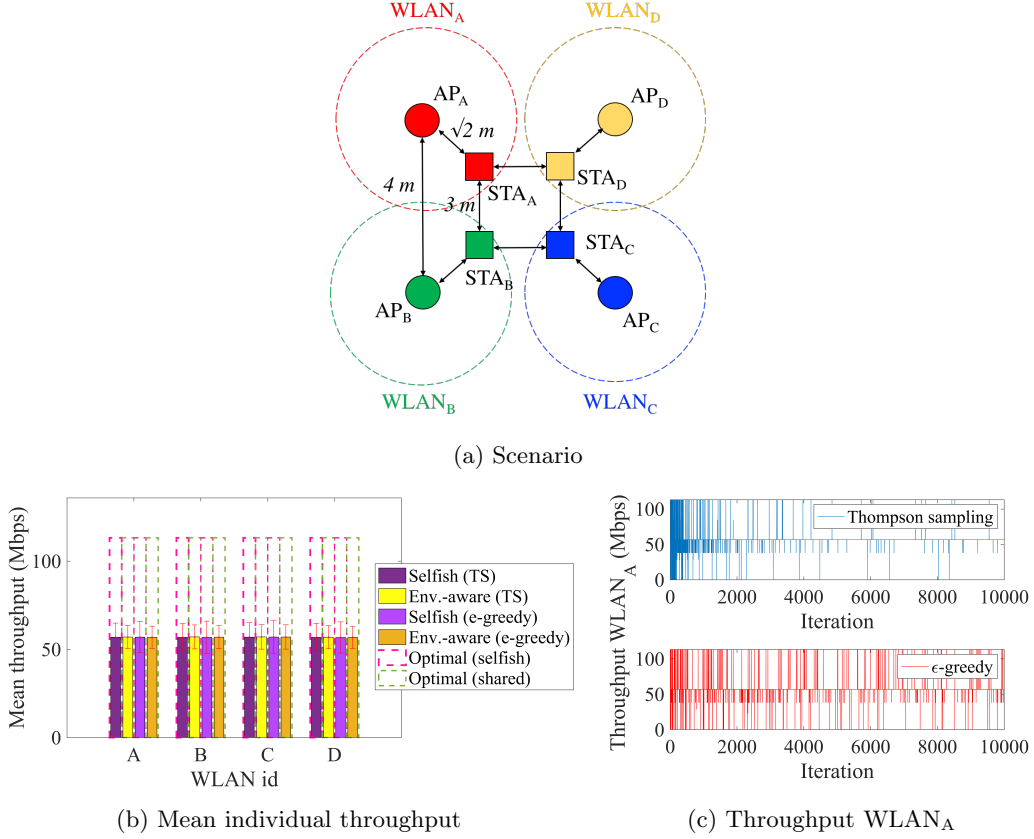 WLAN_A
WLAN_D
AP_A
AP_D
√2 m
4 m
STA_D
STA_A
3 m
STA_C
STA_B
AP_B
AP_C
WLAN_B
WLAN_C
(a) Scenario
Mean throughput (Mbps)
100
50
0
A B C D
WLAN id
Selfish (TS)
Env.-aware (TS)
Selfish (e-greedy)
Env.-aware (e-greedy)
Optimal (selfish)
Optimal (shared)
(b) Mean individual throughput
Throughput WLAN_A (Mbps)
100
50
0
Thompson sampling
0 2000 4000 6000 8000 10000
Iteration
100
50
0
ϵ-greedy
0 2000 4000 6000 8000 10000
Iteration
(c) Throughput WLAN_A